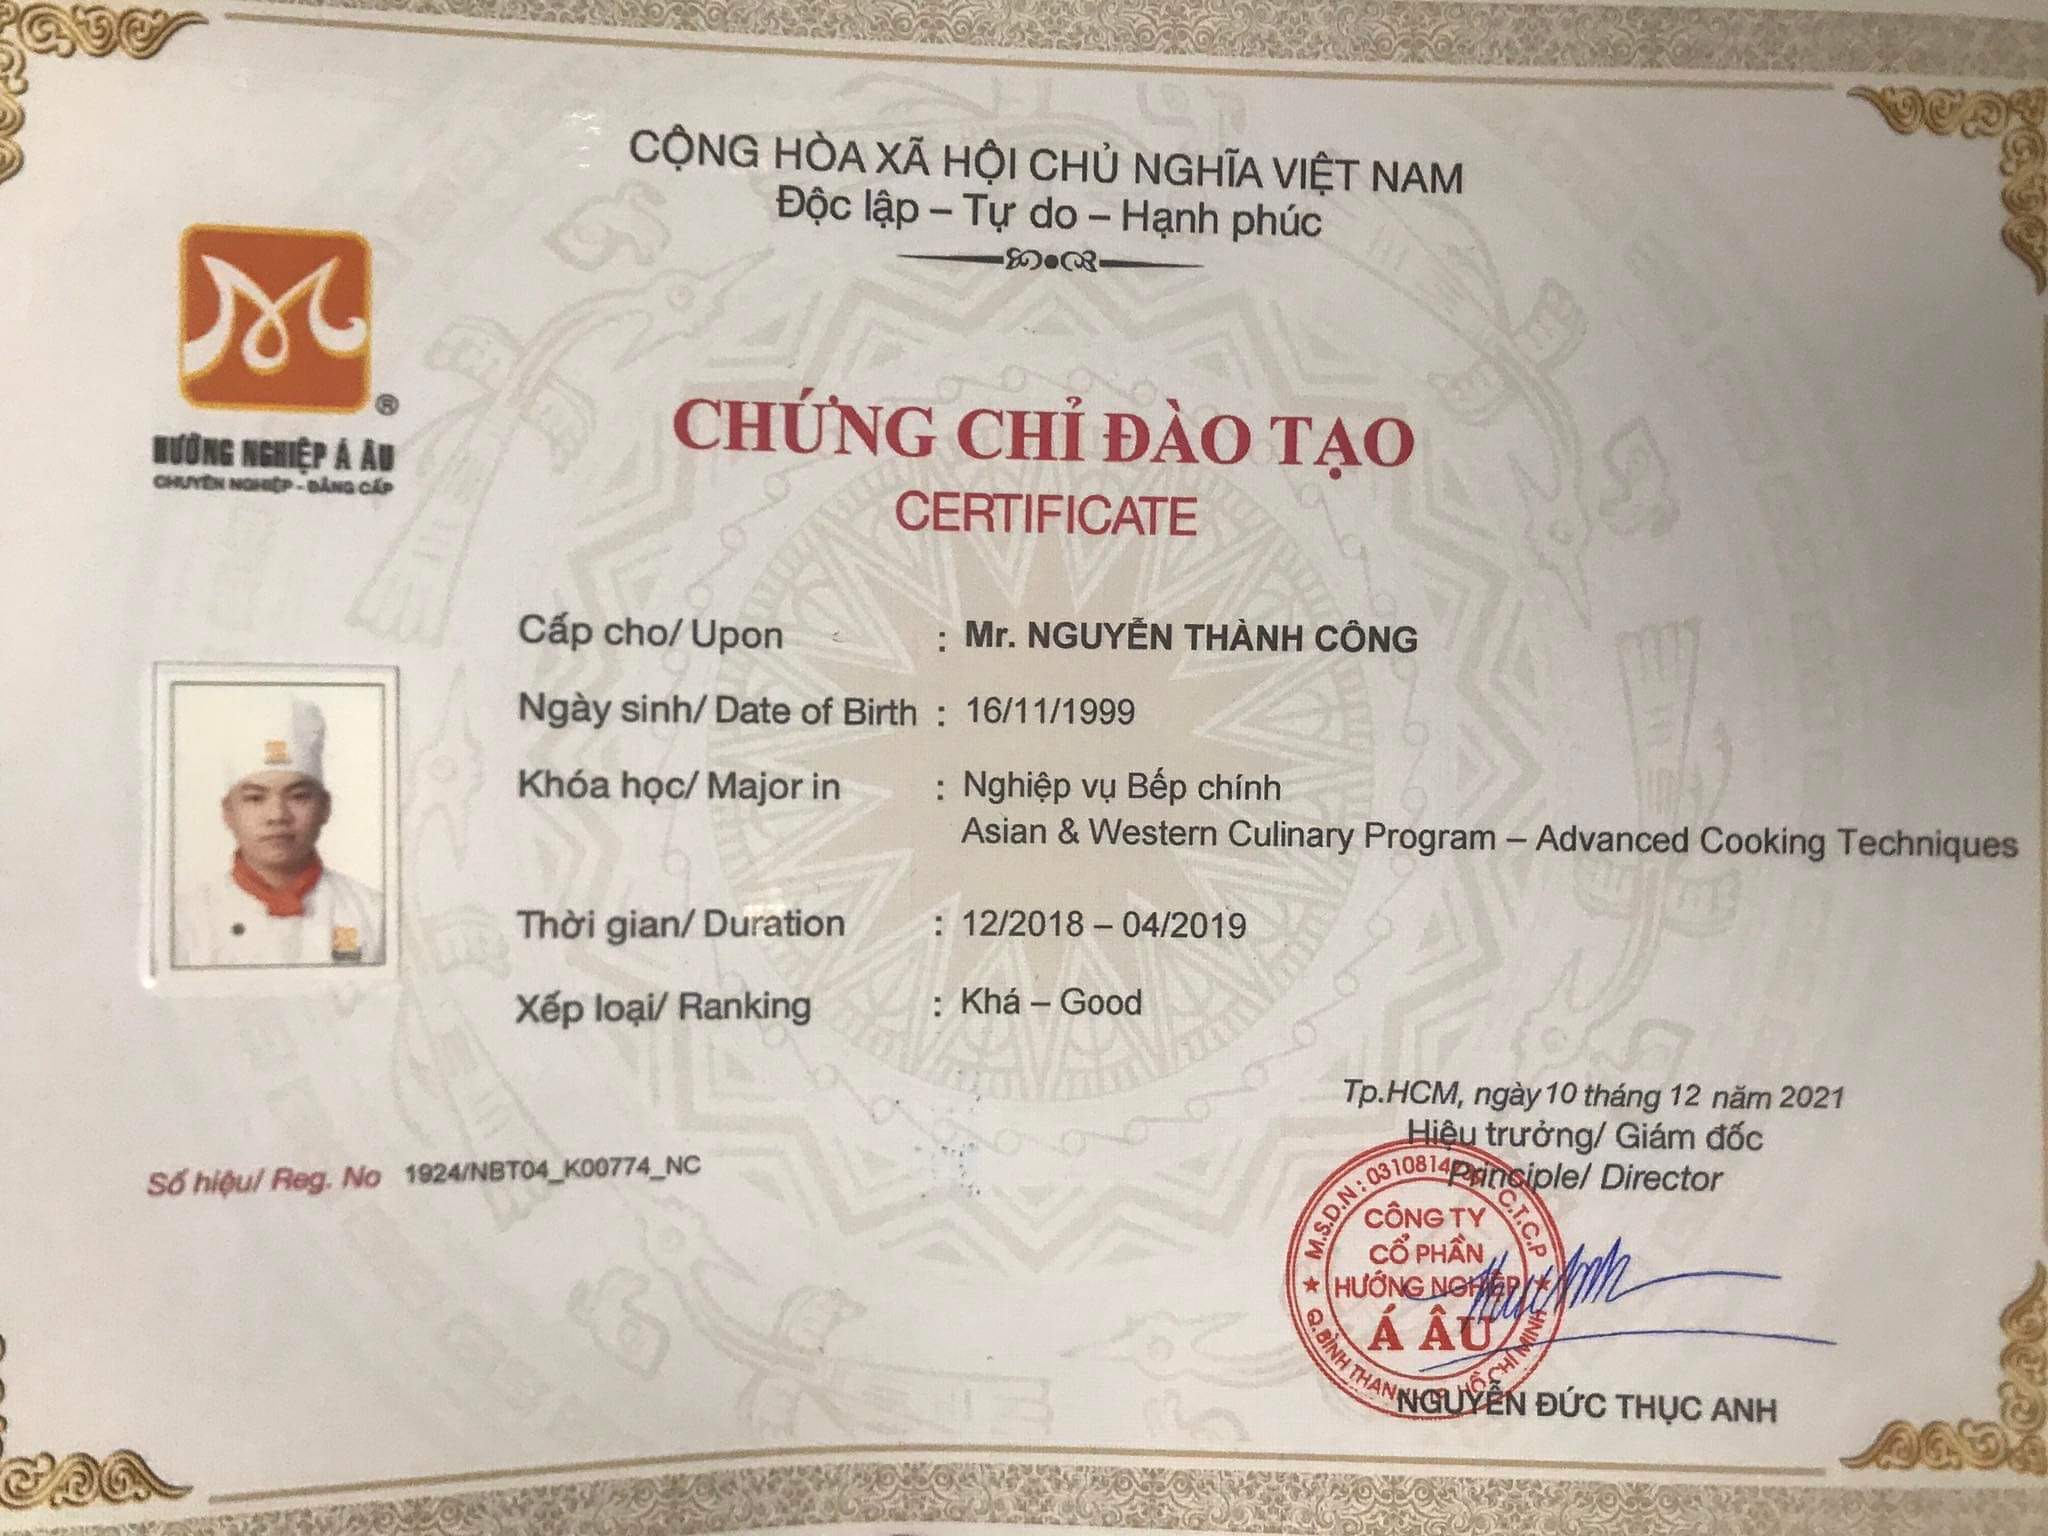 CỘNG HÒA XÃ HỘI CHỦ NGHĨA VIỆT NAM
Độc lập – Tự do – Hạnh phúc
®
HƯỚNG NGHIỆP Á ÂU
CHUYÊN NGHIỆP - ĐẲNG CẤP
CHỨNG CHỈ ĐÀO TẠO
CERTIFICATE
Cấp cho/ Upon : Mr. NGUYỄN THÀNH CÔNG
Ngày sinh/ Date of Birth : 16/11/1999
Khóa học/ Major in : Nghiệp vụ Bếp chính
Asian & Western Culinary Program – Advanced Cooking Techniques
Thời gian/ Duration : 12/2018 – 04/2019
Xếp loại/ Ranking : Khá – Good
Tp.HCM, ngày 10 tháng 12 năm 2021
Hiệu trưởng/ Giám đốc
Principle/ Director
Số hiệu/ Reg. No 1924/NBT04_K00774_NC
M.S.D.N: C.T.C.P
CÔNG TY
CỔ PHẦN
HƯỚNG NGHIỆP
Á ÂU
Q.BÌNH THẠNH HỒ CHÍ MINH
NGUYỄN ĐỨC THỤC ANH